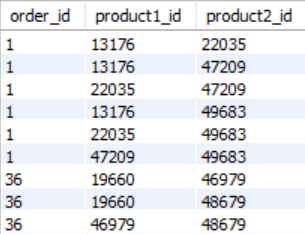 order_id product1_id product2_id
1 13176 22035
1 13176 47209
1 22035 47209
1 13176 49683
1 22035 49683
1 47209 49683
36 19660 46979
36 19660 48679
36 46979 48679